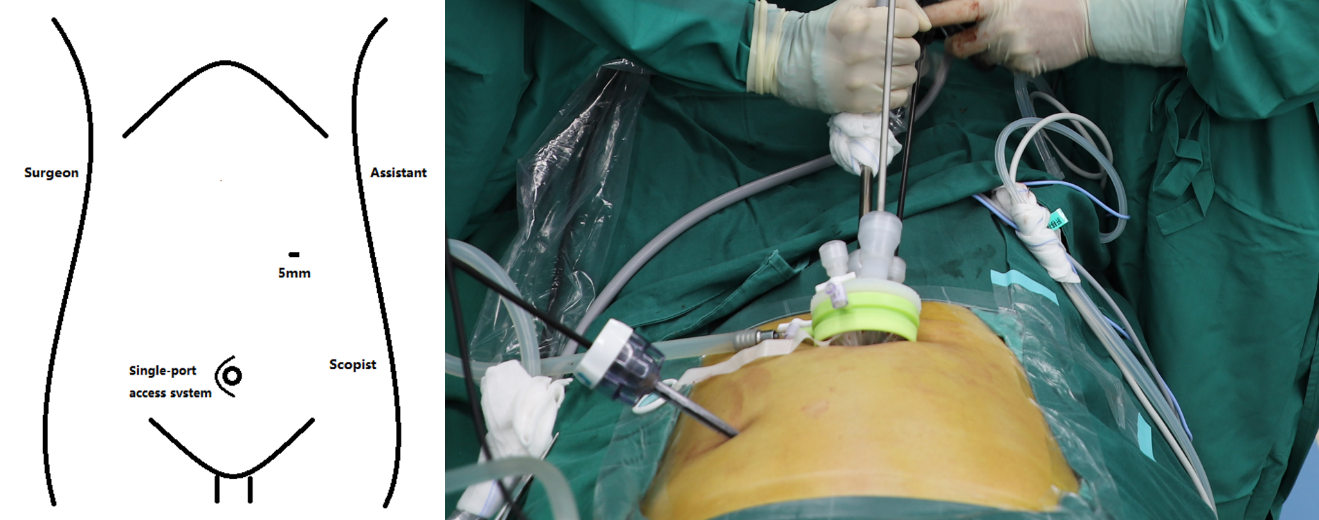 Surgeon
Assistant
5mm
Scopist
Single-port
access svstem